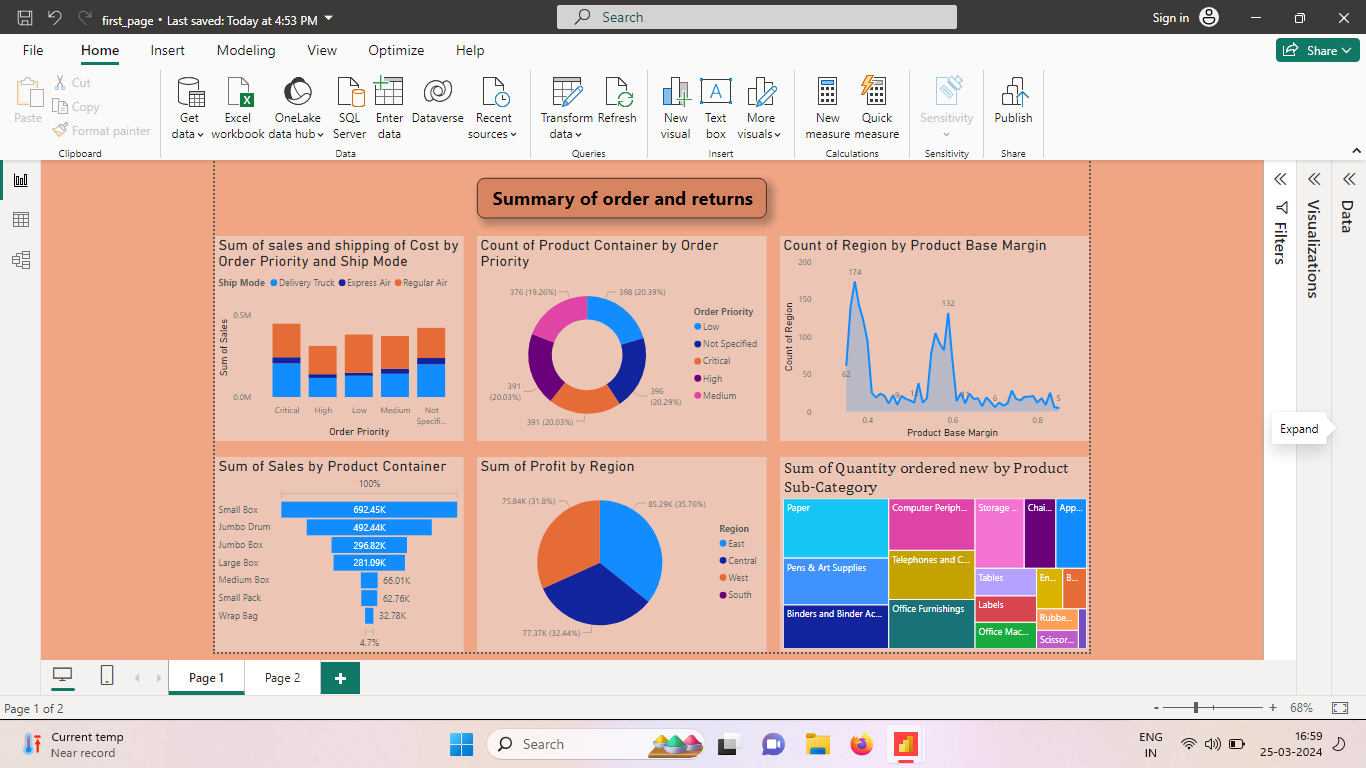 first_page • Last saved: Today at 4:53 PM
Search
Sign in
File Home Insert Modeling View Optimize Help
Share
Paste
Cut
Copy
Format painter
Clipboard
Get data
Excel workbook
OneLake data hub
SQL Server
Enter data
Dataverse
Recent sources
Data
Transform data
Refresh
Queries
New visual
Text box
More visuals
Insert
New measure
Quick measure
Calculations
Sensitivity
Sensitivity
Publish
Share
Summary of order and returns
Sum of sales and shipping of Cost by
Order Priority and Ship Mode
Ship Mode Delivery Truck Express Air Regular Air
Sum of Sales
0.5M
0.0M
Critical High Low Medium Not
Specifi...
Order Priority
Count of Product Container by Order
Priority
376 (19.26%)
398 (20.39%)
391
(20.03%)
396
(20.29%)
391 (20.03%)
Order Priority
Low
Not Specified
Critical
High
Medium
Count of Region by Product Base Margin
Count of Region
200
150
100
50
0
174
132
62
6
5
0.4 0.6 0.8
Product Base Margin
Sum of Sales by Product Container
100%
Small Box 692.45K
Jumbo Drum 492.44K
Jumbo Box 296.82K
Large Box 281.09K
Medium Box 66.01K
Small Pack 62.76K
Wrap Bag 32.78K
4.7%
Sum of Profit by Region
75.84K (31.8%)
85.29K (35.76%)
77.37K (32.44%)
Region
East
Central
West
South
Sum of Quantity ordered new by Product
Sub-Category
Paper
Pens & Art Supplies
Binders and Binder Ac...
Computer Periph...
Telephones and C...
Office Furnishings
Storage ...
Chai...
App...
Tables
Labels
Office Mac...
En...
B...
Rubbe...
Scissor...
Filters
Visualizations
Data
Expand
Page 1
Page 2
Page 1 of 2
- + 68%
Current temp
Near record
Search
ENG
IN
16:59
25-03-2024